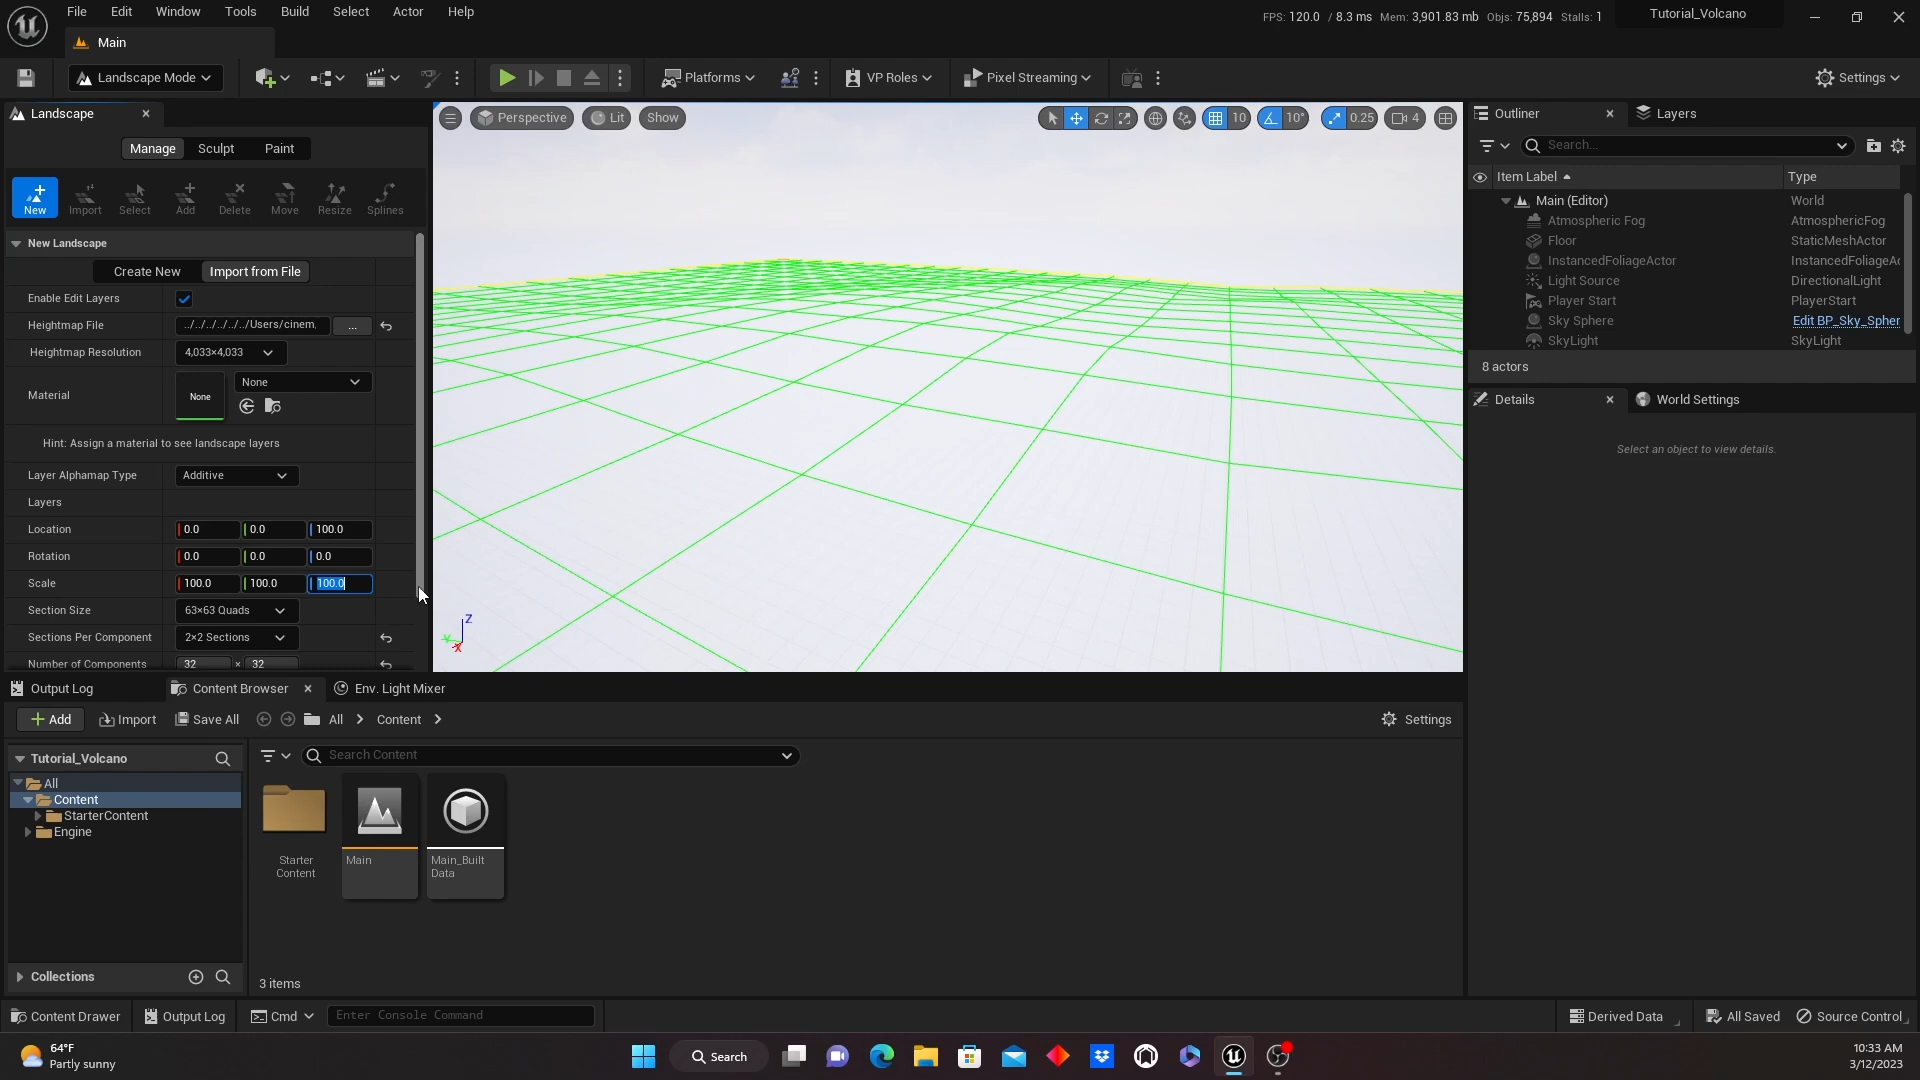 File Edit Window Tools Build Select Actor Help
FPS: 120.0 / 8.3 ms Mem: 3,901.83 mb Objs: 75,894 Stalls: 1
Tutorial_Volcano
Main
Landscape Mode
Platforms
VP Roles
Pixel Streaming
Settings
Landscape
Manage Sculpt Paint
New Import Select Add Delete Move Resize Splines
New Landscape
Create New Import from File
Enable Edit Layers
Heightmap File ../../../../../../Users/cinem. ...
Heightmap Resolution 4,033×4,033
Material None None
Hint: Assign a material to see landscape layers
Layer Alphamap Type Additive
Layers
Location 0.0 0.0 100.0
Rotation 0.0 0.0 0.0
Scale 100.0 100.0 100.0
Section Size 63×63 Quads
Sections Per Component 2×2 Sections
Number of Components 32 × 32
Perspective Lit Show
10 10° 0.25 4
Z
Y
X
Outliner Layers
Search...
Item Label Type
Main (Editor) World
Atmospheric Fog AtmosphericFog
Floor StaticMeshActor
InstancedFoliageActor InstancedFoliageAc
Light Source DirectionalLight
Player Start PlayerStart
Sky Sphere Edit BP_Sky_Spher
SkyLight SkyLight
8 actors
Details World Settings
Select an object to view details.
Output Log Content Browser Env. Light Mixer
Add Import Save All All Content Settings
Tutorial_Volcano
Search Content
All
Content
StarterContent
Engine
Starter
Content
Main
Main_Built
Data
Collections
3 items
Content Drawer Output Log Cmd Enter Console Command
Derived Data All Saved Source Control
64°F
Partly sunny
Search
10:33 AM
3/12/2023